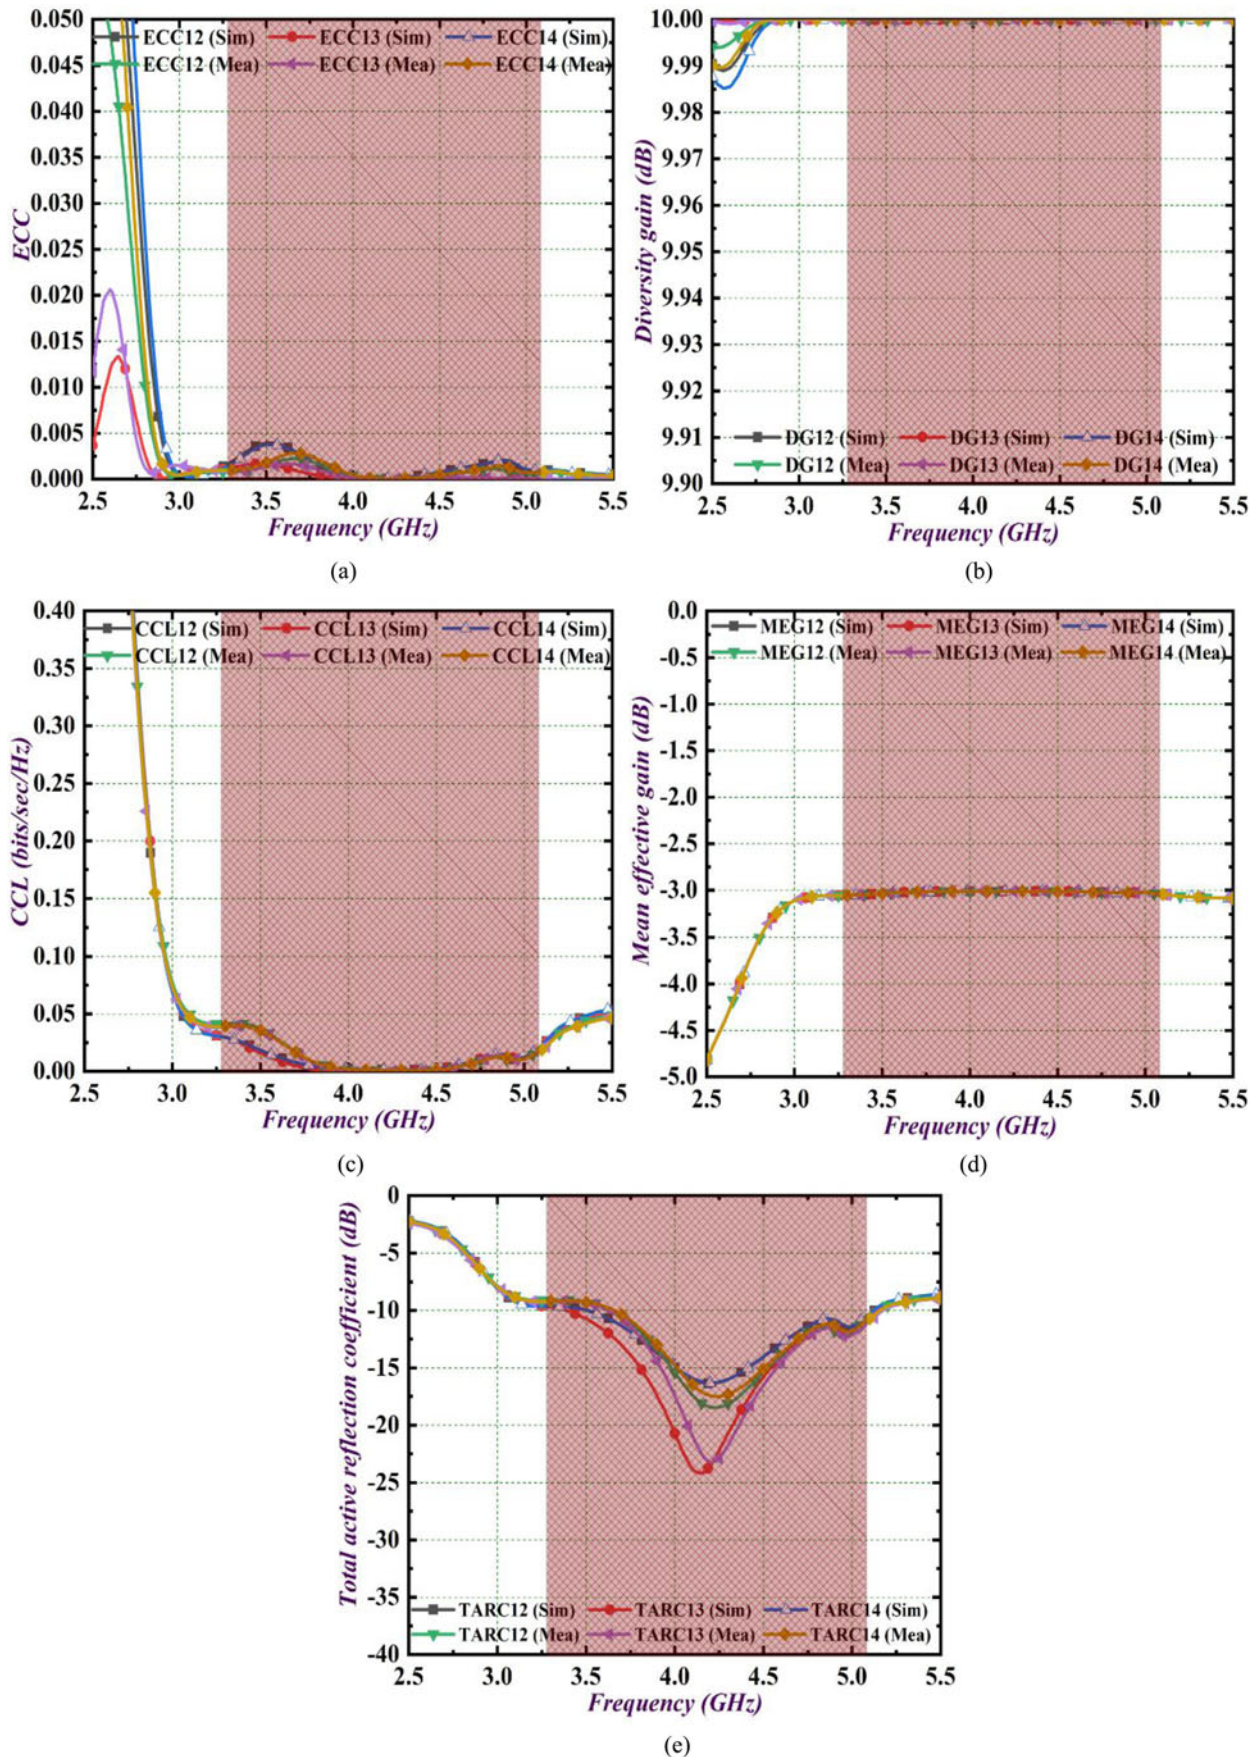 0.050
0.045
0.040
0.035
0.030
0.025
0.020
0.015
0.010
0.005
0.000
ECC
ECC12 (Sim) ECC13 (Sim) ECC14 (Sim)
ECC12 (Mea) ECC13 (Mea) ECC14 (Mea)
2.5 3.0 3.5 4.0 4.5 5.0 5.5
Frequency (GHz)
(a)
10.00
9.99
9.98
9.97
9.96
9.95
9.94
9.93
9.92
9.91
9.90
Diversity gain (dB)
DG12 (Sim) DG13 (Sim) DG14 (Sim)
DG12 (Mea) DG13 (Mea) DG14 (Mea)
2.5 3.0 3.5 4.0 4.5 5.0 5.5
Frequency (GHz)
(b)
0.40
0.30
0.20
0.10
0.05
0.00
CCL (bits/sec/Hz)
CCL12 (Sim) CCL13 (Sim) CCL14 (Sim)
CCL12 (Mea) CCL13 (Mea) CCL14 (Mea)
2.5 3.0 3.5 4.0 4.5 5.0 5.5
Frequency (GHz)
(c)
0.0
-0.5
-1.0
-1.5
-2.0
-2.5
-3.0
-3.5
-4.0
-4.5
-5.0
Mean effective gain (dB)
MEG12 (Sim) MEG13 (Sim) MEG14 (Sim)
MEG12 (Mea) MEG13 (Mea) MEG14 (Mea)
2.5 3.0 3.5 4.0 4.5 5.0 5.5
Frequency (GHz)
(d)
0
-5
-10
-15
-20
-25
-30
-35
-40
Total active reflection coefficient (dB)
TARC12 (Sim) TARC13 (Sim) TARC14 (Sim)
TARC12 (Mea) TARC13 (Mea) TARC14 (Mea)
2.5 3.0 3.5 4.0 4.5 5.0 5.5
Frequency (GHz)
(e)